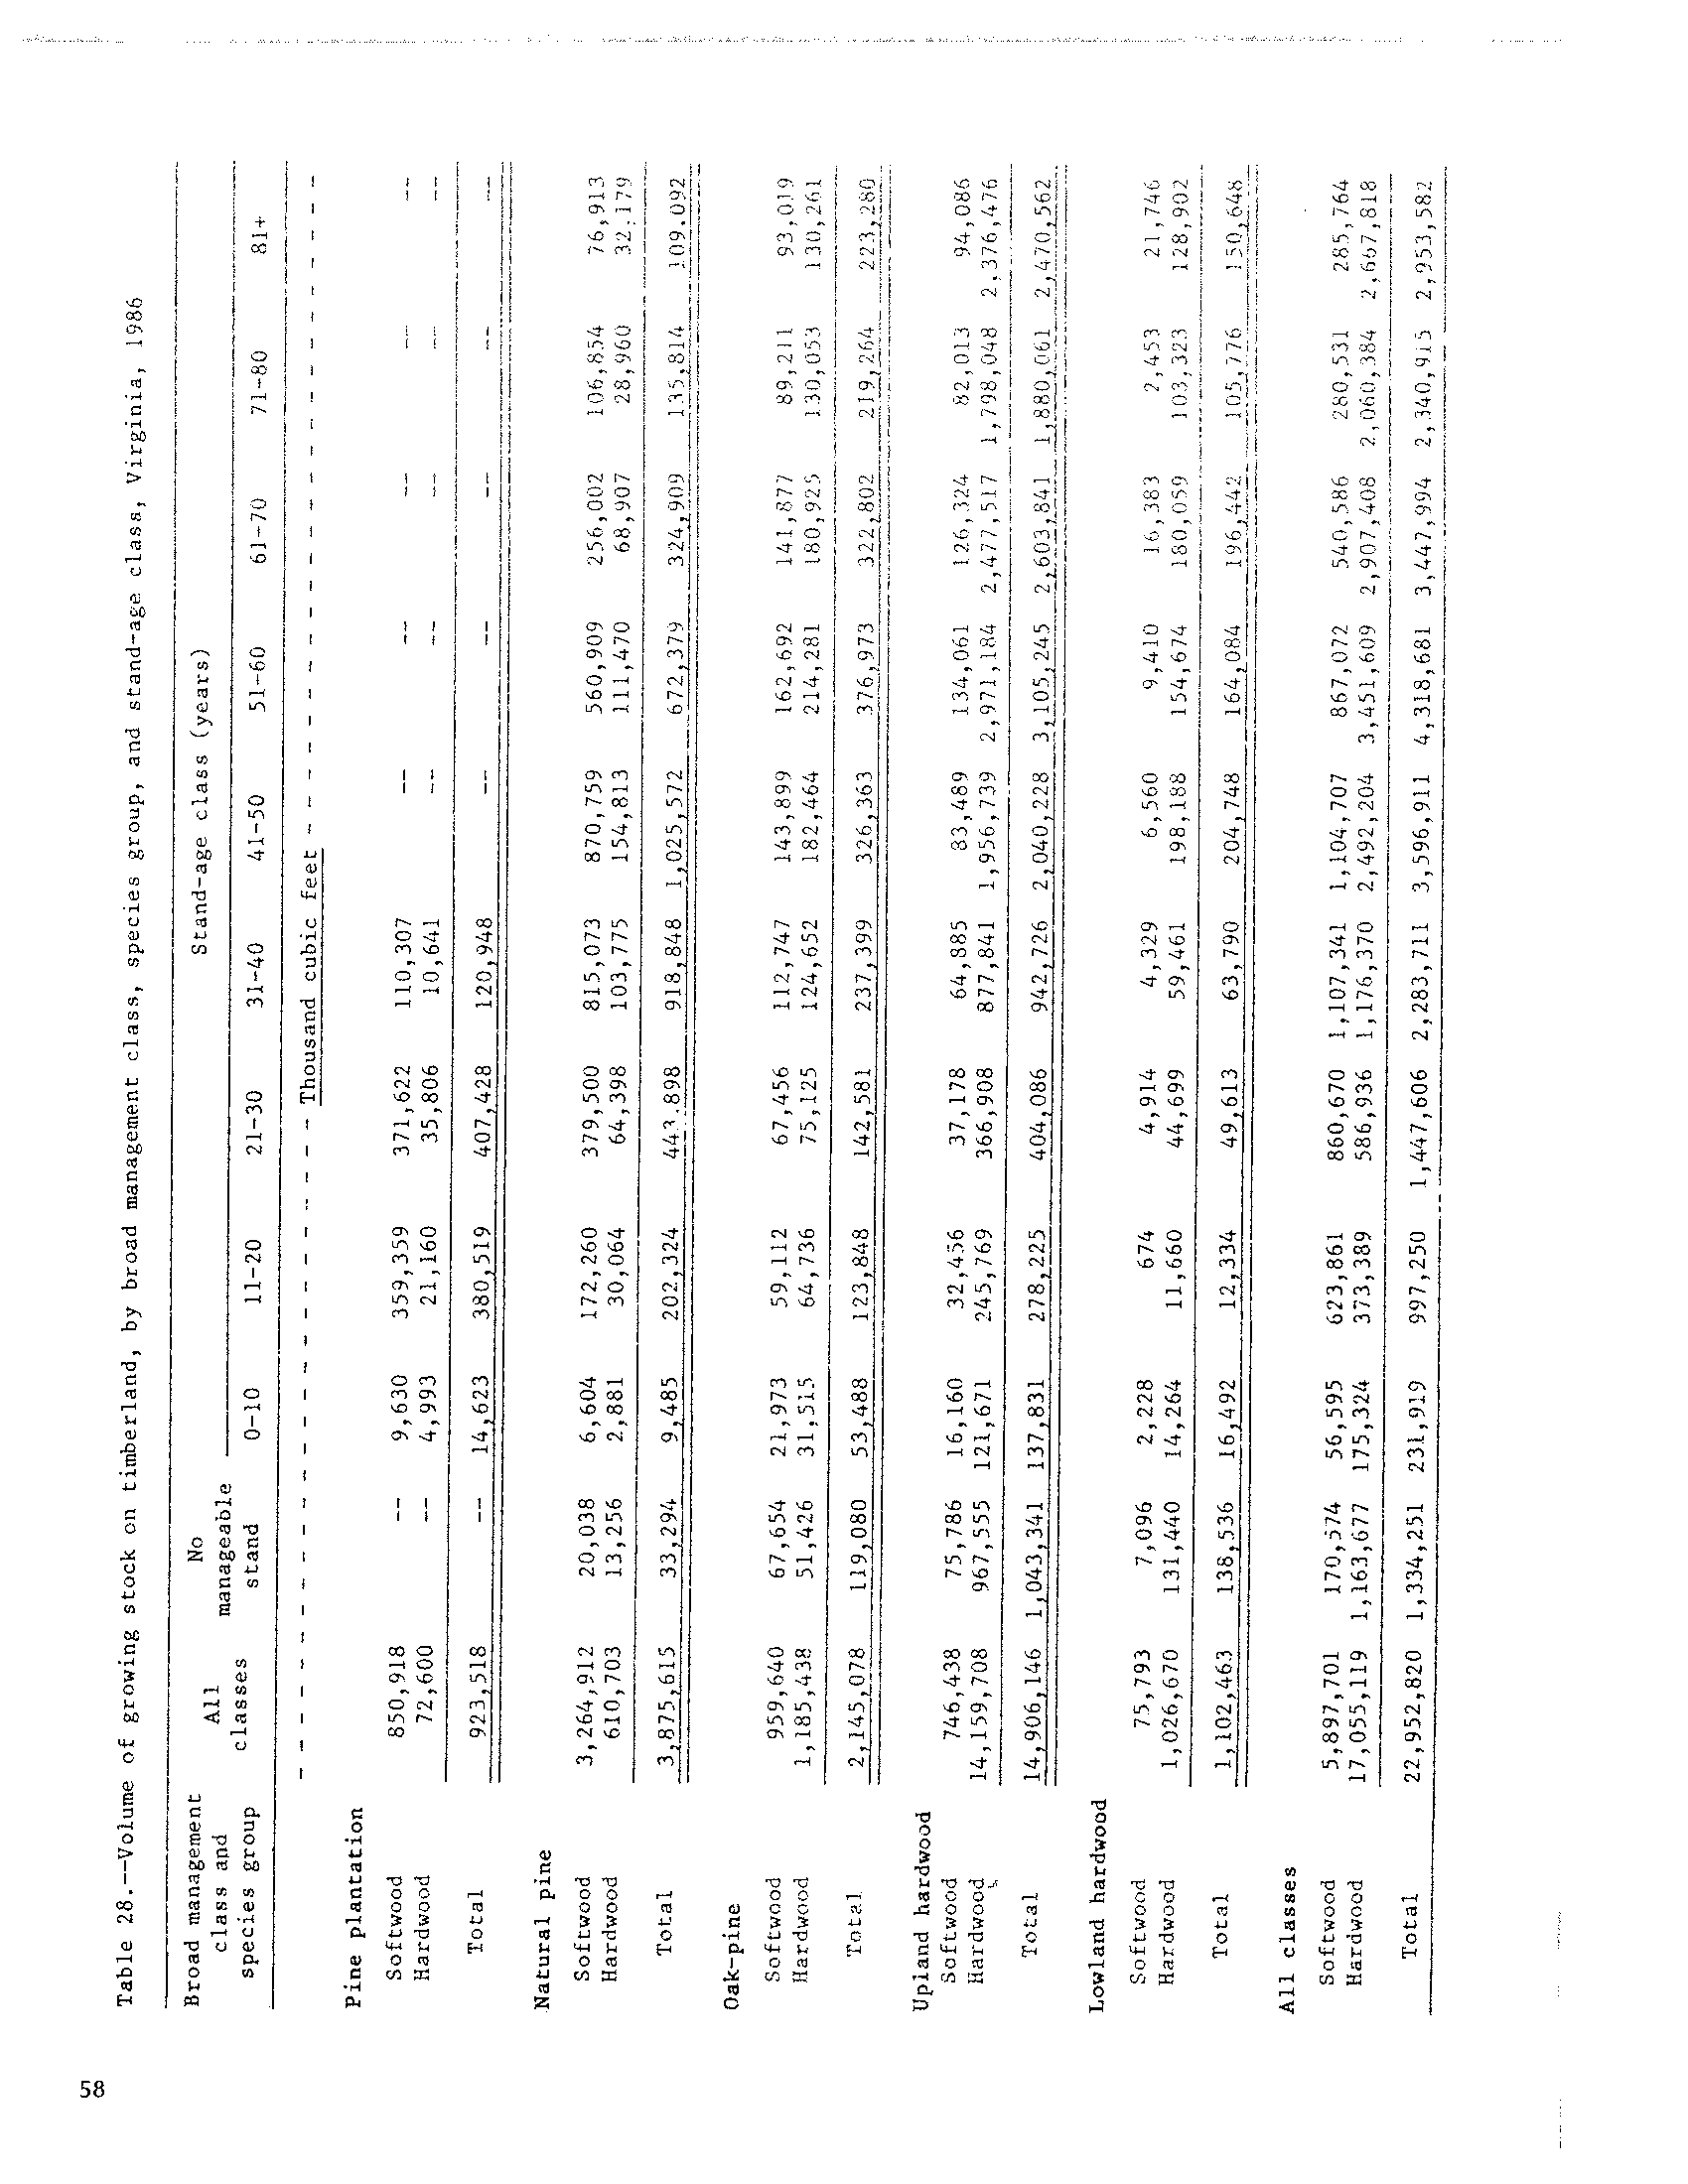 58
Table 28.--Volume of growing stock on timberland, by broad management class, species group, and stand-age class, Virginia, 1986
Broad management class and species group | All classes | No manageable stand | Stand-age class (years)
0-10 | 11-20 | 21-30 | 31-40 | 41-50 | 51-60 | 61-70 | 71-80 | 81+
- - - - Thousand cubic feet - - - -
Pine plantation
Softwood 850,918 -- 9,630 359,359 371,622 110,307 -- -- -- -- --
Hardwood 72,600 -- 4,993 21,160 35,806 10,641 -- -- -- -- --
Total 923,518 -- 14,623 380,519 407,428 120,948 -- -- -- -- --
Natural pine
Softwood 3,264,912 20,038 6,604 172,260 379,500 815,073 870,759 560,909 256,002 106,854 76,913
Hardwood 610,703 13,256 2,881 30,064 64,398 103,775 154,813 111,470 68,907 28,960 32,179
Total 3,875,615 33,294 9,485 202,324 443,898 918,848 1,025,572 672,379 324,909 135,814 109,092
Oak-pine
Softwood 959,640 67,654 21,973 59,112 67,456 112,747 143,899 162,692 141,877 89,211 93,019
Hardwood 1,185,438 51,426 31,515 64,736 75,125 124,652 182,464 214,281 180,925 130,053 130,261
Total 2,145,078 119,080 53,488 123,848 142,581 237,399 326,363 376,973 322,802 219,264 223,280
Upland hardwood
Softwood 746,438 75,786 16,160 32,456 37,178 64,885 83,489 134,061 126,324 82,013 94,086
Hardwood 14,159,708 967,555 121,671 245,769 366,908 877,841 1,956,739 2,971,184 2,477,517 1,798,048 2,376,476
Total 14,906,146 1,043,341 137,831 278,225 404,086 942,726 2,040,228 3,105,245 2,603,841 1,880,061 2,470,562
Lowland hardwood
Softwood 75,793 7,096 2,228 674 4,914 4,329 6,560 9,410 16,383 2,453 21,746
Hardwood 1,026,670 131,440 14,264 11,660 44,699 59,461 198,188 154,674 180,059 103,323 128,902
Total 1,102,463 138,536 16,492 12,334 49,613 63,790 204,748 164,084 196,442 105,776 150,648
All classes
Softwood 5,897,701 170,574 56,595 623,861 860,670 1,107,341 1,104,707 867,072 540,586 280,531 285,764
Hardwood 17,055,119 1,163,677 175,324 373,389 586,936 1,176,370 2,492,204 3,451,609 2,907,408 2,060,384 2,667,818
Total 22,952,820 1,334,251 231,919 997,250 1,447,606 2,283,711 3,596,911 4,318,681 3,447,994 2,340,915 2,953,582